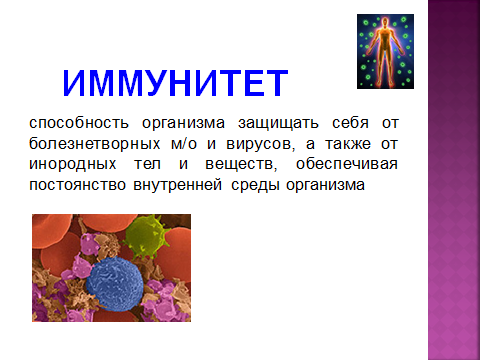 ИММУНИТЕТ
способность организма защищать себя от
болезнетворных м/о и вирусов, а также от
инородных тел и веществ, обеспечивая
постоянство внутренней среды организма